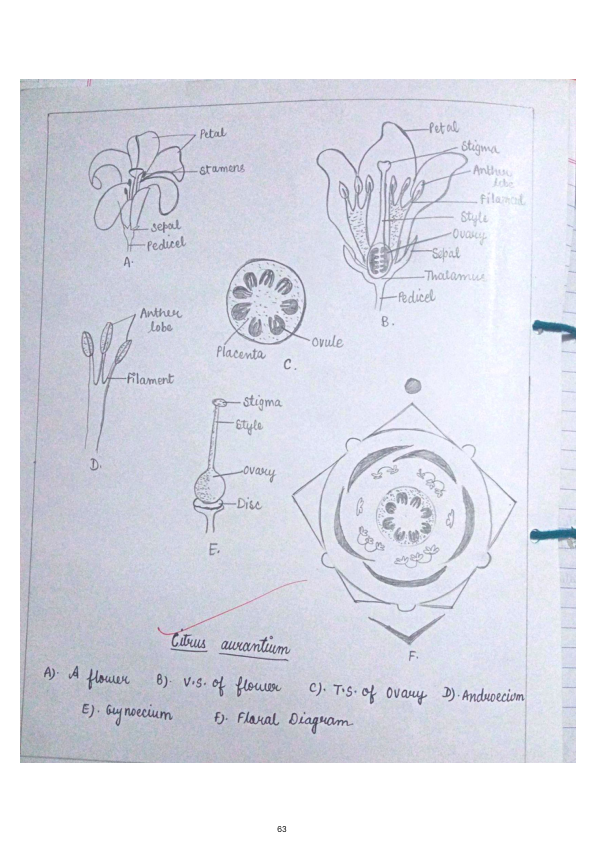 Petal
Stamens
Sepal
Pedicel
A.
Petal
Stigma
Anther lobe
Filament
Style
Ovary
Sepal
Thalamus
Pedicel
B.
Placenta
Ovule
C.
Anther
lobe
Filament
D.
Stigma
Style
Ovary
Disc
E.
F.
Citrus aurantium
A). A flower B). V.S. of flower C). T.S. of Ovary D). Androecium
E). Gynoecium F). Floral Diagram
63